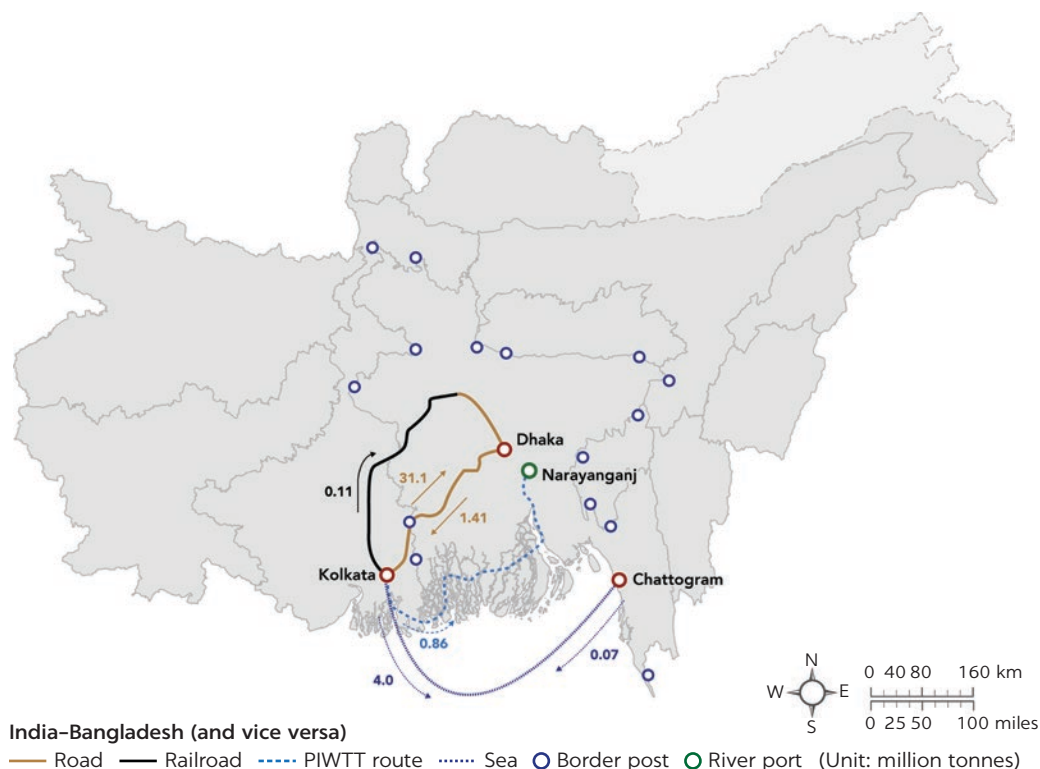 Dhaka
Narayanganj
31.1
0.11
1.41
Kolkata
Chattogram
0.86
0.07
4.0
N
W E
S
0 40 80 160 km
0 25 50 100 miles
India–Bangladesh (and vice versa)
Road Railroad PIWTT route Sea Border post River port (Unit: million tonnes)